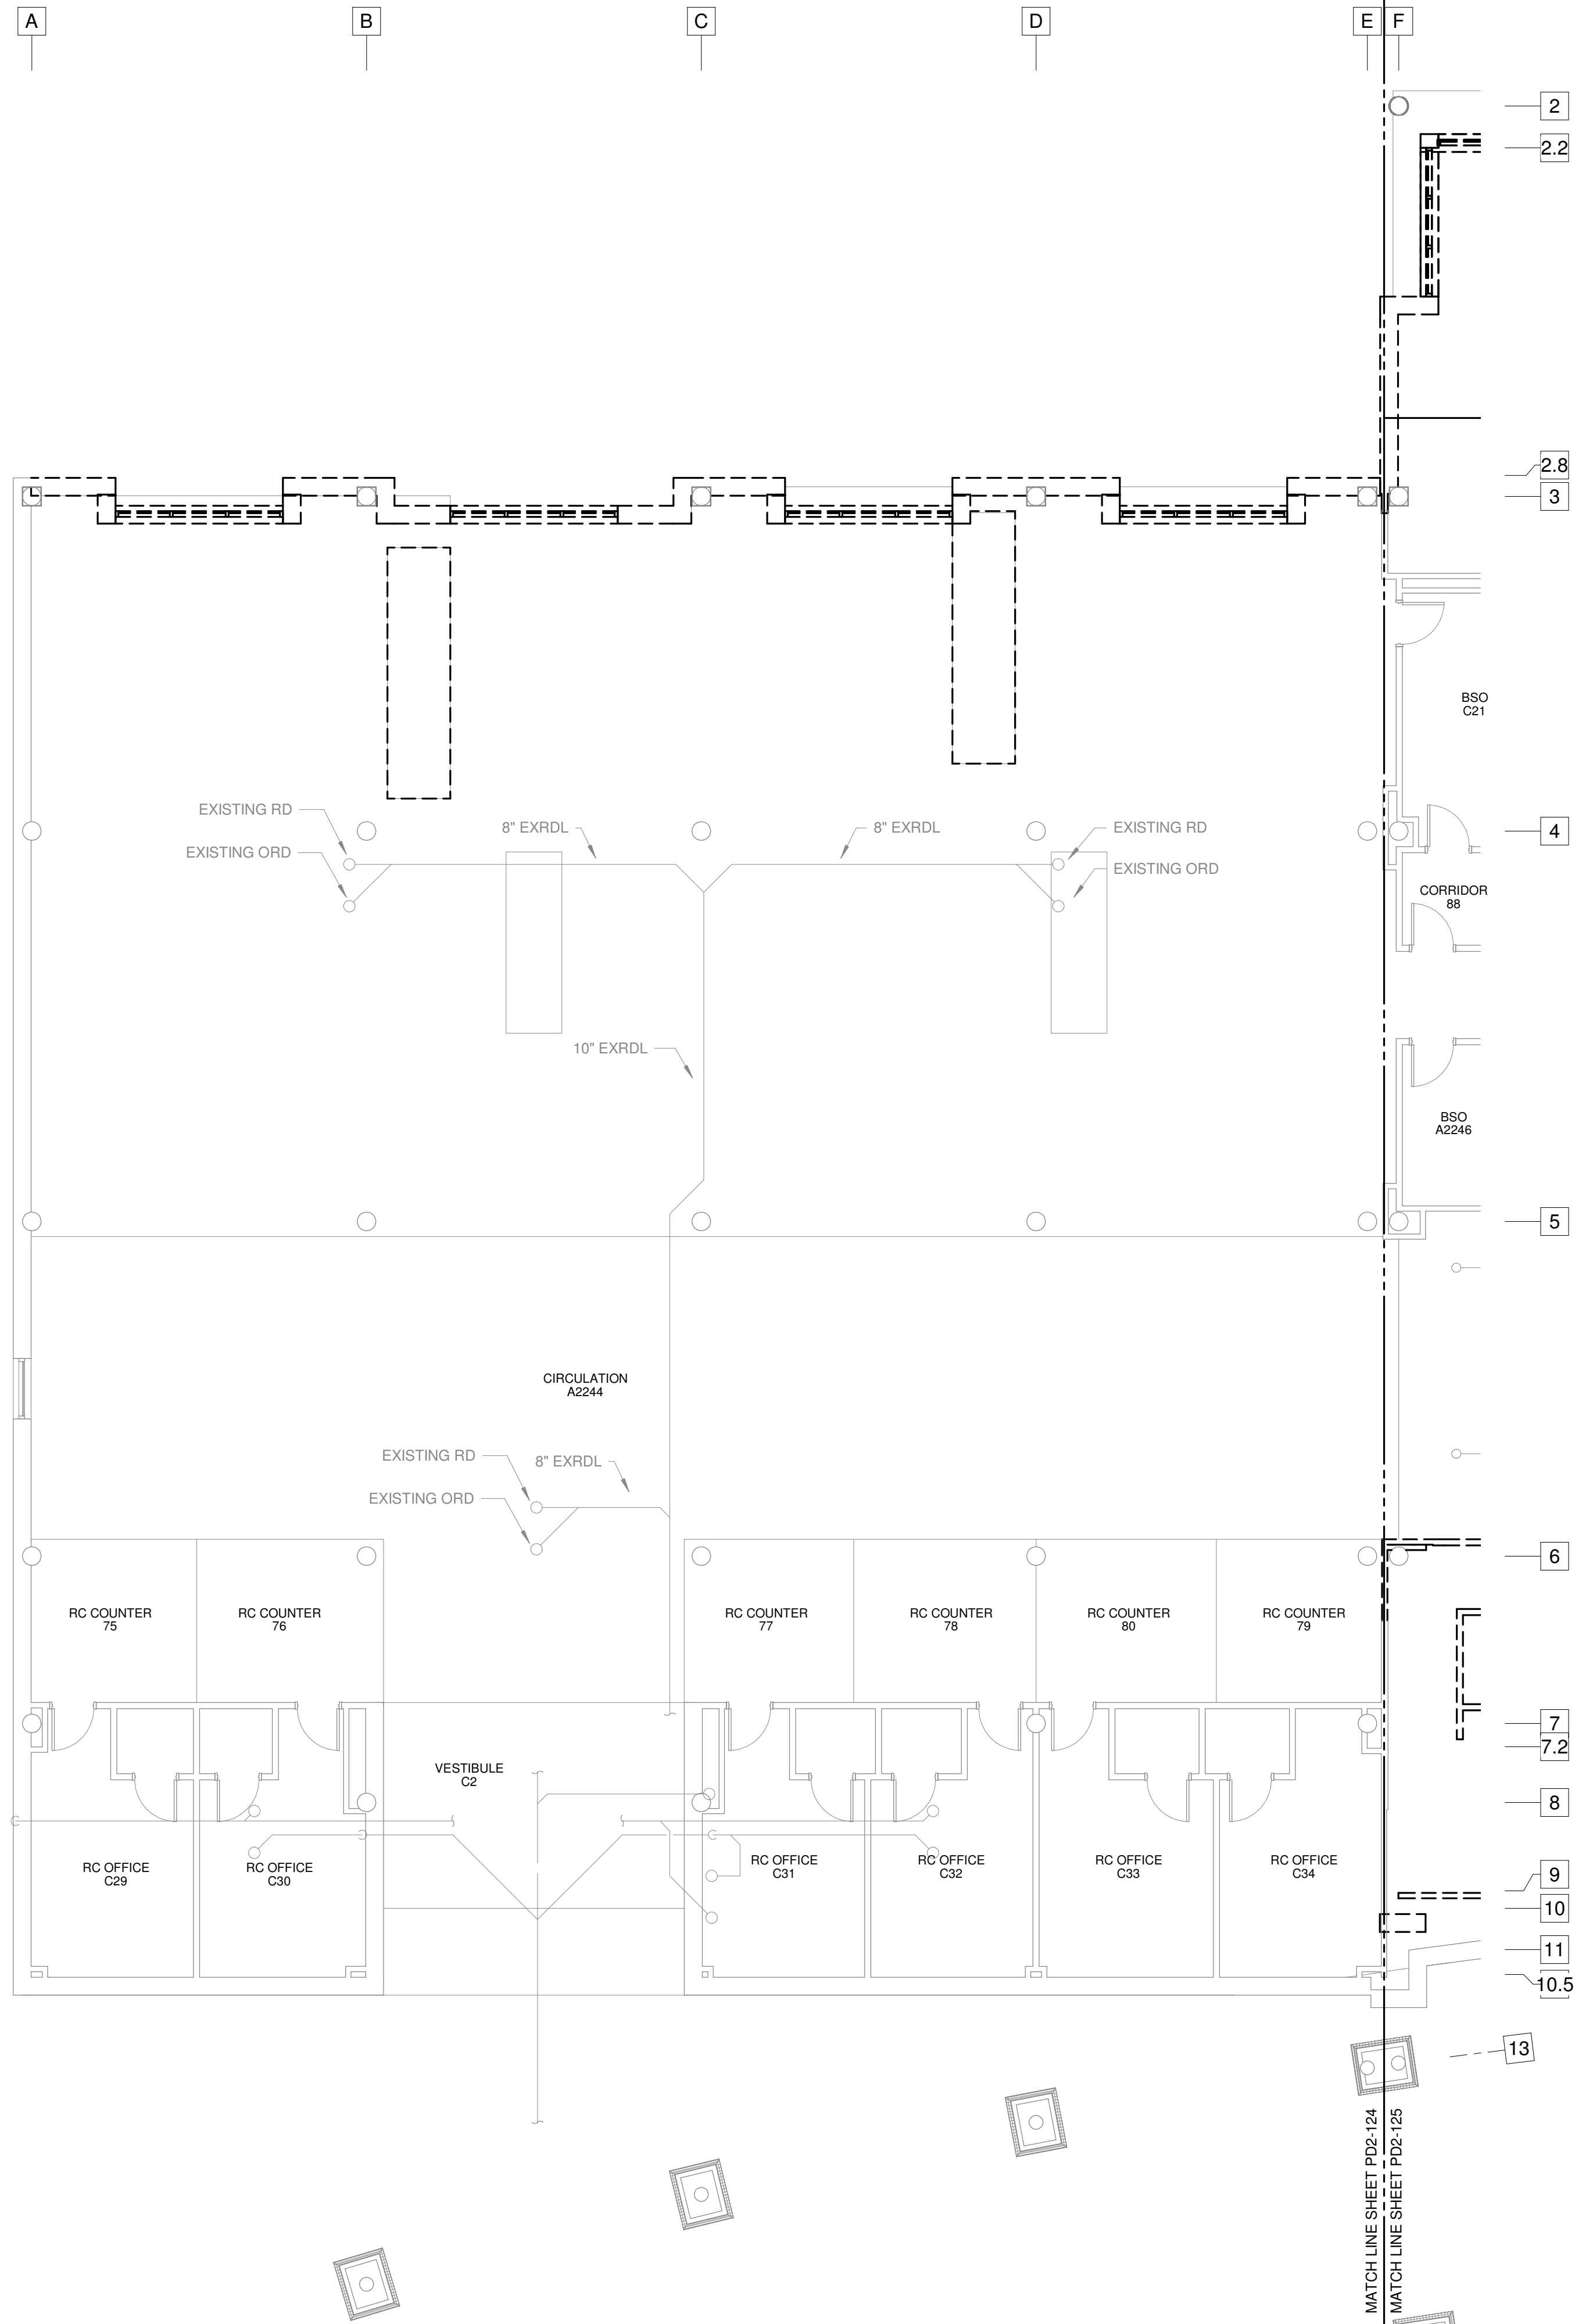 A
B
C
D
E
F
2
2.2
2.8
3
BSO
C21
EXISTING RD
8" EXRDL
8" EXRDL
EXISTING RD
4
EXISTING ORD
EXISTING ORD
CORRIDOR
88
10" EXRDL
BSO
A2246
5
CIRCULATION
A2244
EXISTING RD
8" EXRDL
EXISTING ORD
6
RC COUNTER
75
RC COUNTER
76
RC COUNTER
77
RC COUNTER
78
RC COUNTER
80
RC COUNTER
79
7
7.2
VESTIBULE
C2
8
RC OFFICE
C29
RC OFFICE
C30
RC OFFICE
C31
RC OFFICE
C32
RC OFFICE
C33
RC OFFICE
C34
9
10
11
10.5
13
MATCH LINE SHEET PD2-124
MATCH LINE SHEET PD2-125